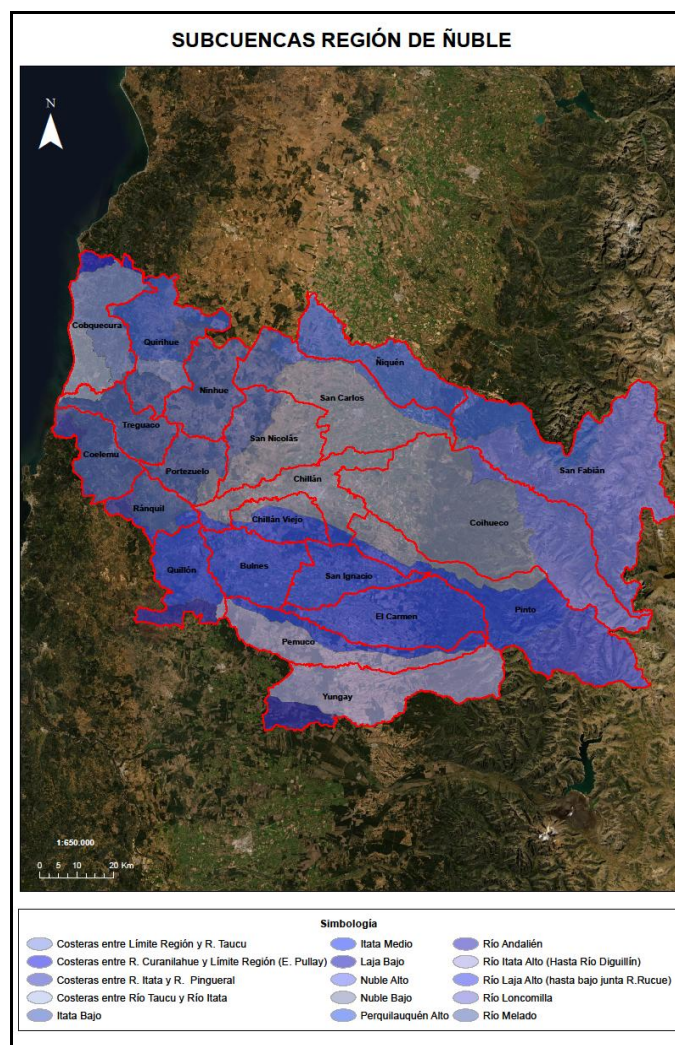 SUBCUENCAS REGIÓN DE ÑUBLE
N
Cobquecura
Quirihue
Ninhue
Ñiquén
San Carlos
Treguaco
San Nicolás
San Fabián
Coelemu
Portezuelo
Chillán
Ránquil
Chillán Viejo
Coihueco
Quillón
Bulnes
San Ignacio
El Carmen
Pinto
Pemuco
Yungay
1:650.000
0 5 10 20 Km
Simbología
Costeras entre Límite Región y R. Taucu
Costeras entre R. Curanilahue y Límite Región (E. Pullay)
Costeras entre R. Itata y R. Pingueral
Costeras entre Río Taucu y Río Itata
Itata Bajo
Itata Medio
Laja Bajo
Nuble Alto
Nuble Bajo
Perquilauquén Alto
Río Andalién
Río Itata Alto (Hasta Río Diguillín)
Río Laja Alto (hasta bajo junta R.Rucue)
Río Loncomilla
Río Melado